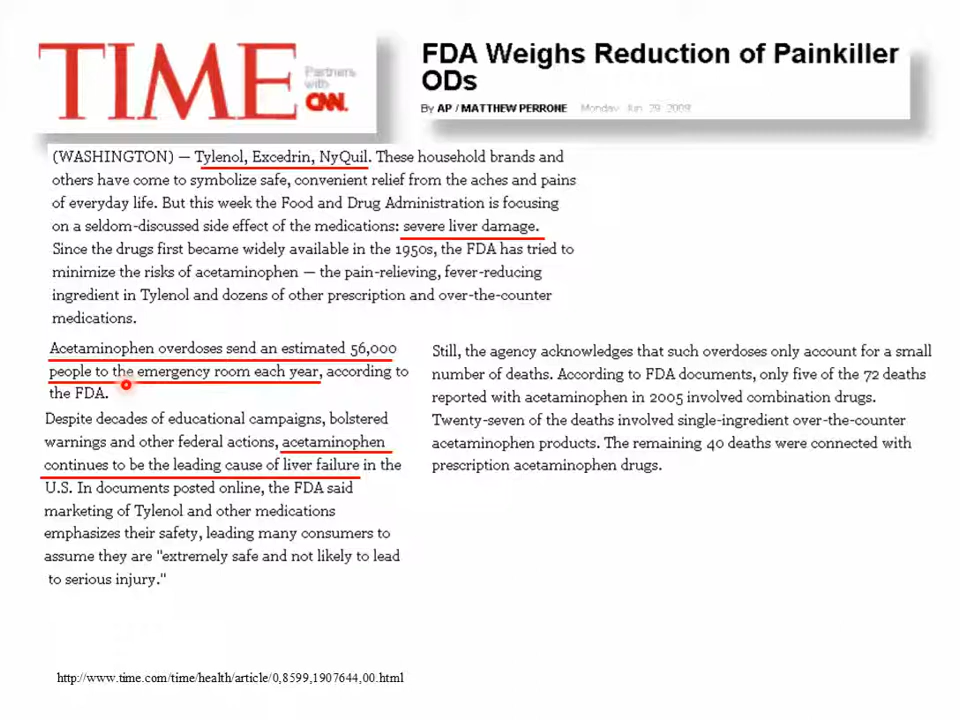 TIME
Partners
with
CNN.
FDA Weighs Reduction of Painkiller
ODs
By AP / MATTHEW PERRONE Monday, Jun. 29, 2009
(WASHINGTON) — Tylenol, Excedrin, NyQuil. These household brands and
others have come to symbolize safe, convenient relief from the aches and pains
of everyday life. But this week the Food and Drug Administration is focusing
on a seldom-discussed side effect of the medications: severe liver damage.
Since the drugs first became widely available in the 1950s, the FDA has tried to
minimize the risks of acetaminophen — the pain-relieving, fever-reducing
ingredient in Tylenol and dozens of other prescription and over-the-counter
medications.
Acetaminophen overdoses send an estimated 56,000
people to the emergency room each year, according to
the FDA.
Despite decades of educational campaigns, bolstered
warnings and other federal actions, acetaminophen
continues to be the leading cause of liver failure in the
U.S. In documents posted online, the FDA said
marketing of Tylenol and other medications
emphasizes their safety, leading many consumers to
assume they are "extremely safe and not likely to lead
to serious injury."
Still, the agency acknowledges that such overdoses only account for a small
number of deaths. According to FDA documents, only five of the 72 deaths
reported with acetaminophen in 2005 involved combination drugs.
Twenty-seven of the deaths involved single-ingredient over-the-counter
acetaminophen products. The remaining 40 deaths were connected with
prescription acetaminophen drugs.
http://www.time.com/time/health/article/0,8599,1907644,00.html